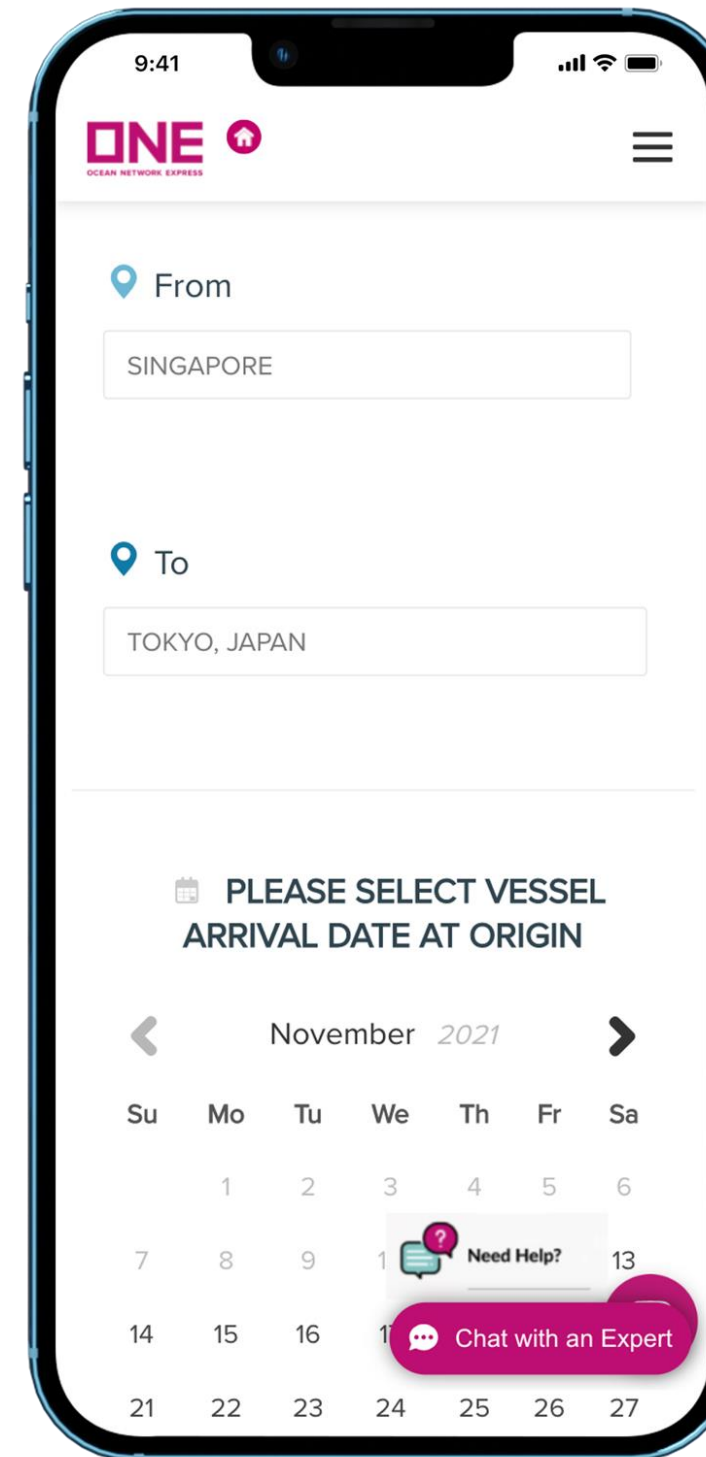 9:41
ONE
OCEAN NETWORK EXPRESS
From
SINGAPORE
To
TOKYO, JAPAN
PLEASE SELECT VESSEL
ARRIVAL DATE AT ORIGIN
November 2021
Su Mo Tu We Th Fr Sa
1 2 3 4 5 6
7 8 9 13
? Need Help?
14 15 16
Chat with an Expert
21 22 23 24 25 26 27